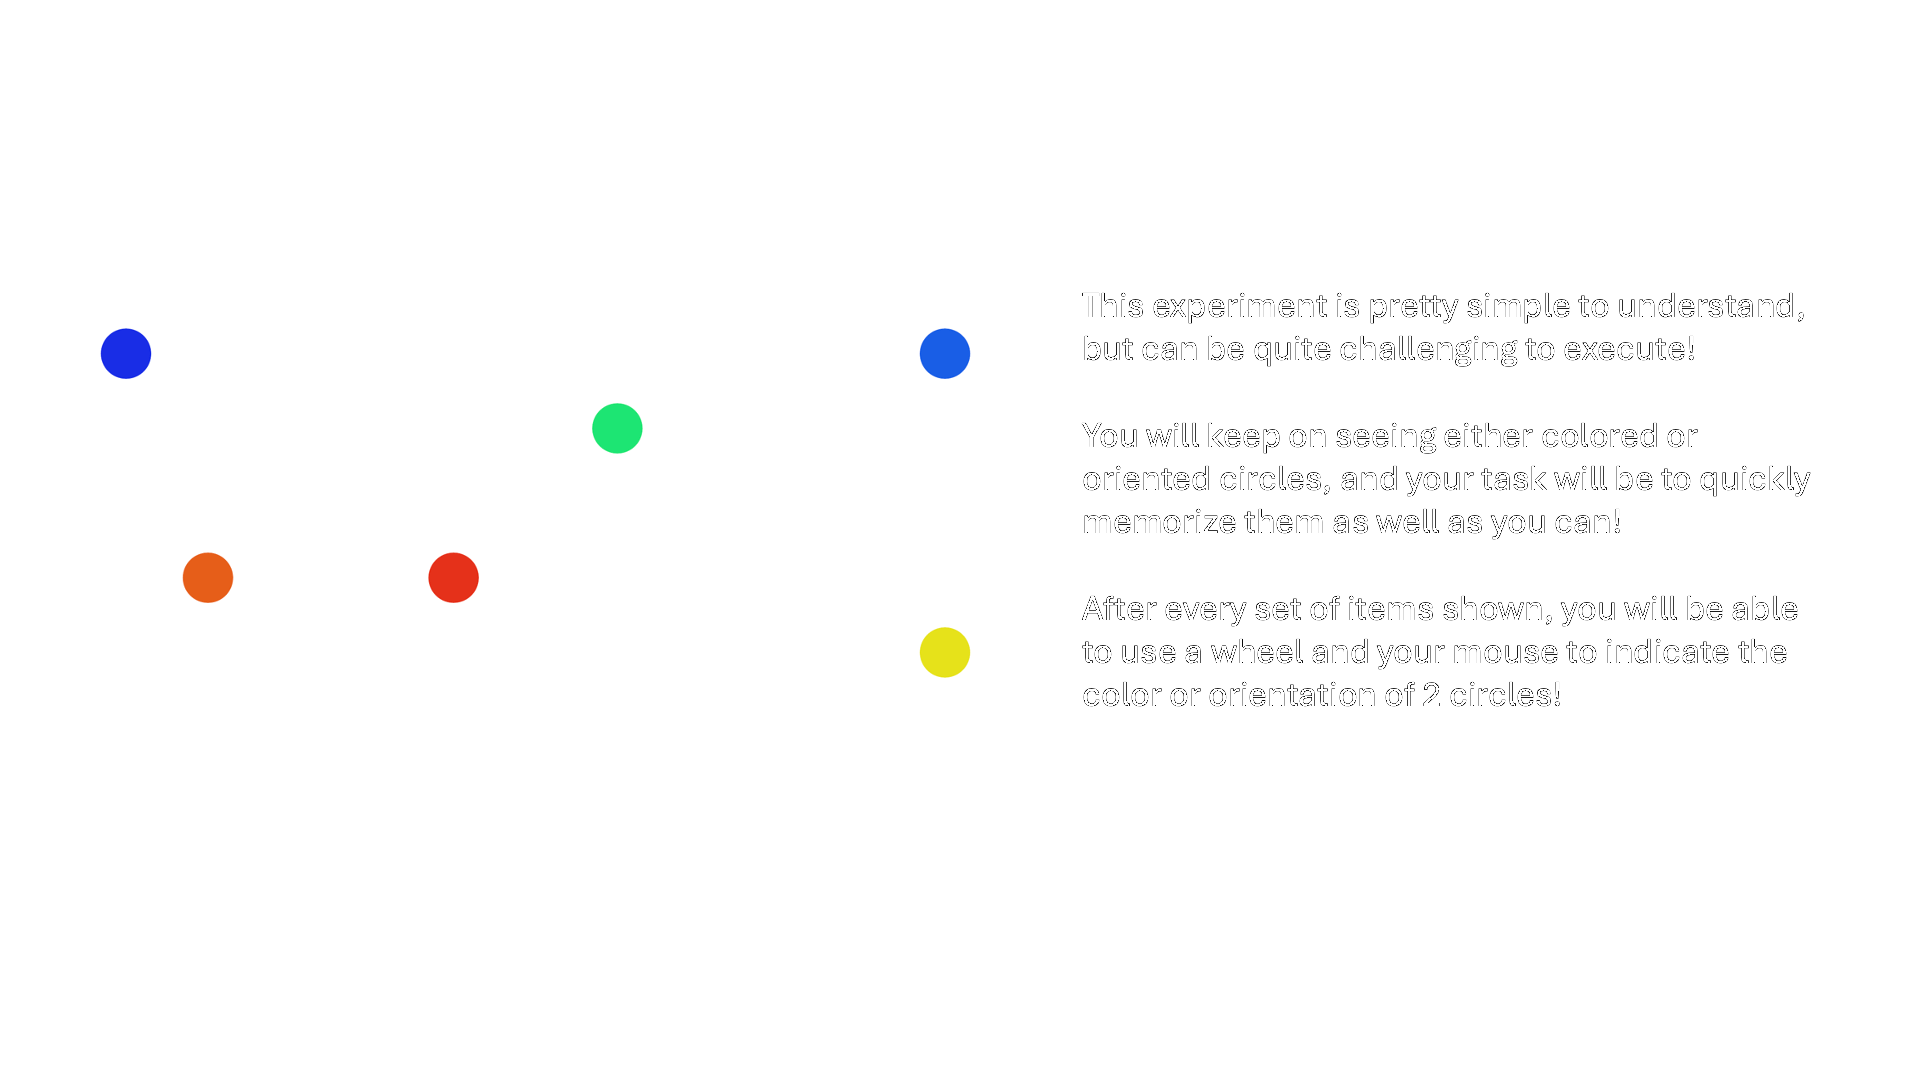 This experiment is pretty simple to understand,
but can be quite challenging to execute!
You will keep on seeing either colored or
oriented circles, and your task will be to quickly
memorize them as well as you can!
After every set of items shown, you will be able
to use a wheel and your mouse to indicate the
color or orientation of 2 circles!